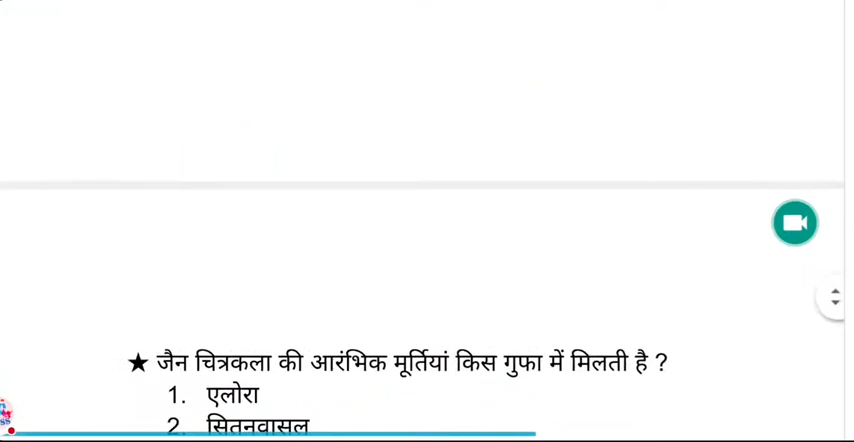 ★ जैन चित्रकला की आरंभिक मूर्तियां किस गुफा में मिलती है ?
1. एलोरा
2. सितनवासल